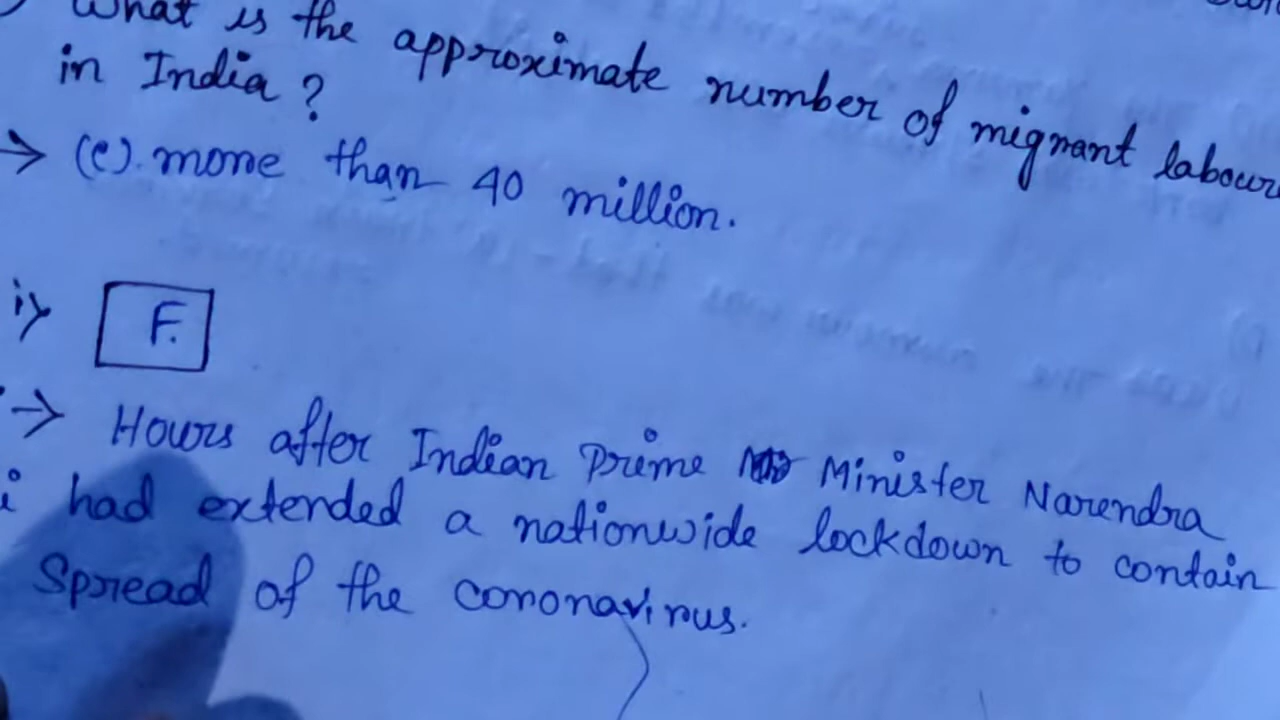 What is the approximate number of migrant labour
in India ?
→ (c). more than 40 million.
i) F.
→ Hours after Indian Prime Minister Narendra
i had extended a nationwide lockdown to contain
Spread of the coronavirus.